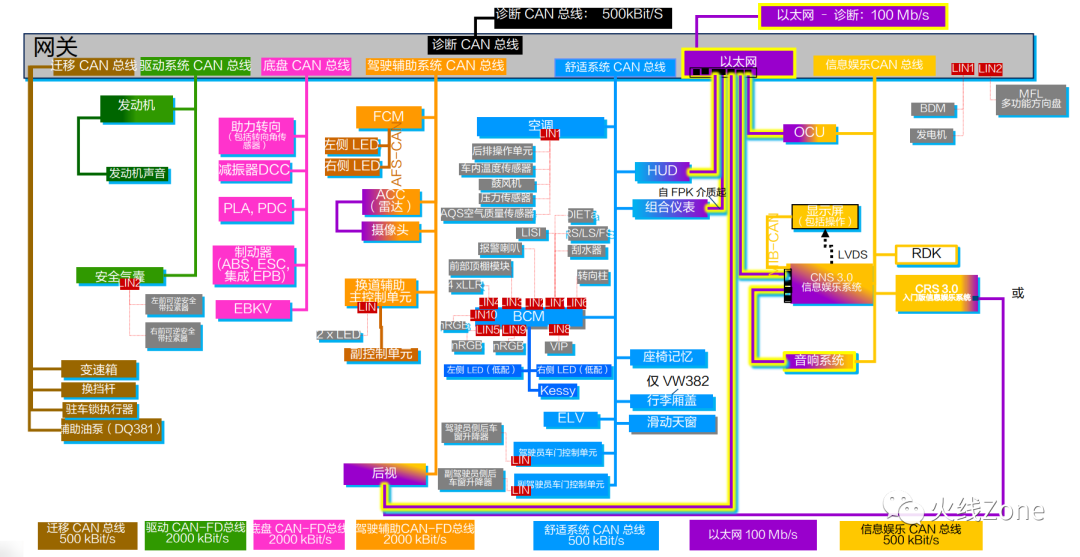 诊断 CAN 总线： 500kBit/S
以太网 - 诊断：100 Mb/s
网关
诊断 CAN 总线
以太网
迁移 CAN 总线
驱动系统 CAN 总线
底盘 CAN 总线
驾驶辅助系统 CAN 总线
舒适系统 CAN 总线
信息娱乐CAN 总线
LIN1
LIN2
MFL
多功能方向盘
BDM
发电机
发动机
发动机声音
安全气囊
LIN2
左前可逆安全
带拉紧器
右前可逆安全
带拉紧器
变速箱
换挡杆
驻车锁执行器
辅助油泵（DQ381）
助力转向
（包括转向角传
感器）
减振器DCC
PLA, PDC
制动器
(ABS, ESC,
集成 EPB)
EBKV
FCM
左侧 LED
右侧 LED
AFS-CAN
ACC
（雷达）
摄像头
换道辅助
主控制单元
LIN
2 x LED
副控制单元
后视
空调
LIN1
后排操作单元
车内温度传感器
鼓风机
压力传感器
AQS空气质量传感器
LISI
报警喇叭
前部顶棚模块
4 xLLR
RS/LS/FS
刮水器
转向柱
LIN4
LIN3
LIN2
LIN1
LIN6
LIN10
BCM
LIN5
LIN9
LIN8
nRGB
nRGB
nRGB
VIP
左侧 LED（低配）
右侧 LED（低配）
Kessy
ELV
驾驶员侧后车
窗升降器
驾驶员车门控制单元
LIN
副驾驶员侧后
车窗升降器
副驾驶员车门控制单元
LIN
HUD
自 FPK 介质起
组合仪表
座椅记忆
仅 VW382
行李厢盖
滑动天窗
OCU
显示屏
（包括操作）
MIB-CAN
LVDS
CNS 3.0
信息娱乐系统
音响系统
RDK
CRS 3.0
入门版信息娱乐系统
或
迁移 CAN 总线
500 kBit/s
驱动 CAN-FD总线
2000 kBit/s
底盘 CAN-FD总线
2000 kBit/s
驾驶辅助CAN-FD总线
2000 kBit/s
舒适系统 CAN 总线
500 kBit/s
以太网 100 Mb/s
信息娱乐 CAN 总线
500 kBit/s
火线Zone